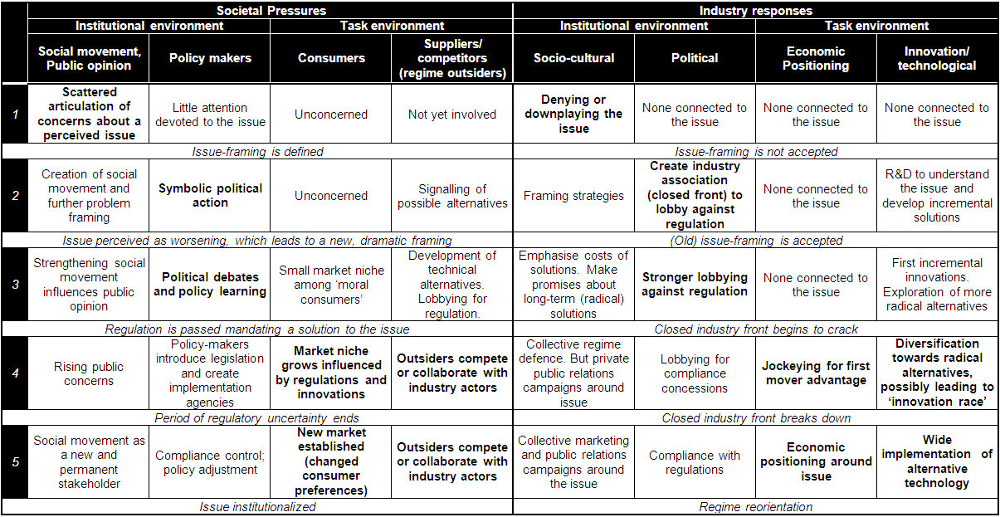 Societal Pressures
Industry responses
Institutional environment
Task environment
Institutional environment
Task environment
Social movement,
Public opinion
Policy makers
Consumers
Suppliers/
competitors
(regime outsiders)
Socio-cultural
Political
Economic
Positioning
Innovation/
technological
1
Scattered
articulation of
concerns about a
perceived issue
Little attention
devoted to the issue
Unconcerned
Not yet involved
Denying or
downplaying the
issue
None connected to
the issue
None connected to
the issue
None connected to
the issue
Issue-framing is defined
Issue-framing is not accepted
2
Creation of social
movement and
further problem
framing
Symbolic political
action
Unconcerned
Signalling of
possible alternatives
Framing strategies
Create industry
association
(closed front) to
lobby against
regulation
None connected to
the issue
R&D to understand
the issue and
develop incremental
solutions
Issue perceived as worsening, which leads to a new, dramatic framing
(Old) issue-framing is accepted
3
Strengthening social
movement
influences public
opinion
Political debates
and policy learning
Small market niche
among ‘moral
consumers’
Development of
technical
alternatives.
Lobbying for
regulation.
Emphasise costs of
solutions. Make
promises about
long-term (radical)
solutions
Stronger lobbying
against regulation
None connected to
the issue
First incremental
innovations.
Exploration of more
radical alternatives
Regulation is passed mandating a solution to the issue
Closed industry front begins to crack
4
Rising public
concerns
Policy-makers
introduce legislation
and create
implementation
agencies
Market niche
grows influenced
by regulations and
innovations
Outsiders compete
or collaborate with
industry actors
Collective regime
defence. But private
public relations
campaigns around
issue
Lobbying for
compliance
concessions
Jockeying for first
mover advantage
Diversification
towards radical
alternatives,
possibly leading to
‘innovation race’
Period of regulatory uncertainty ends
Closed industry front breaks down
5
Social movement as
a new and
permanent
stakeholder
Compliance control;
policy adjustment
New market
established
(changed
consumer
preferences)
Outsiders compete
or collaborate with
industry actors
Collective marketing
and public relations
campaigns around
the issue
Compliance with
regulations
Economic
positioning around
issue
Wide
implementation of
alternative
technology
Issue institutionalized
Regime reorientation